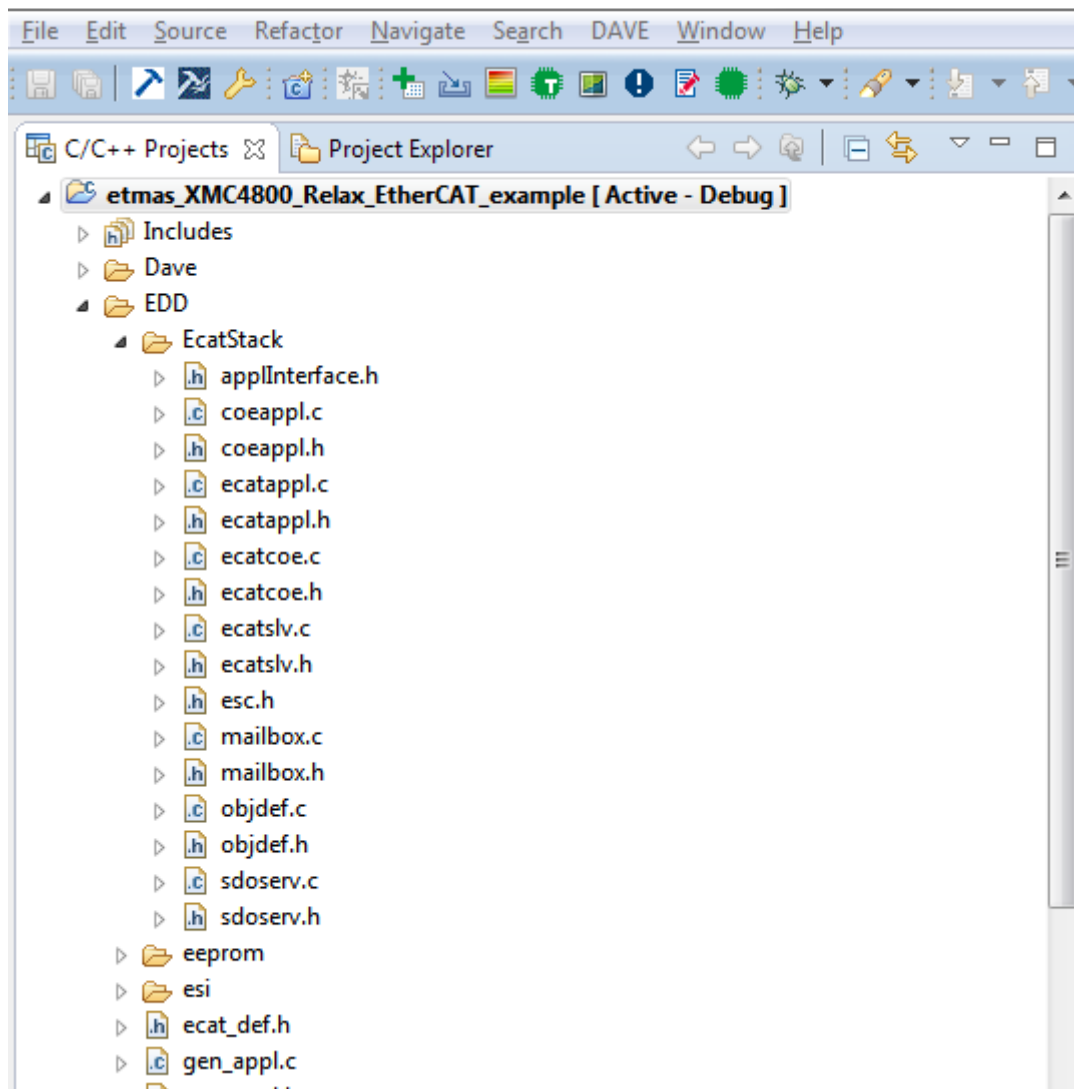 File Edit Source Refactor Navigate Search DAVE Window Help
C/C++ Projects Project Explorer
etmas_XMC4800_Relax_EtherCAT_example [ Active - Debug ]
Includes
Dave
EDD
EcatStack
applInterface.h
coeappl.c
coeappl.h
ecatappl.c
ecatappl.h
ecatcoe.c
ecatcoe.h
ecatslv.c
ecatslv.h
esc.h
mailbox.c
mailbox.h
objdef.c
objdef.h
sdoserv.c
sdoserv.h
eeprom
esi
ecat_def.h
gen_appl.c